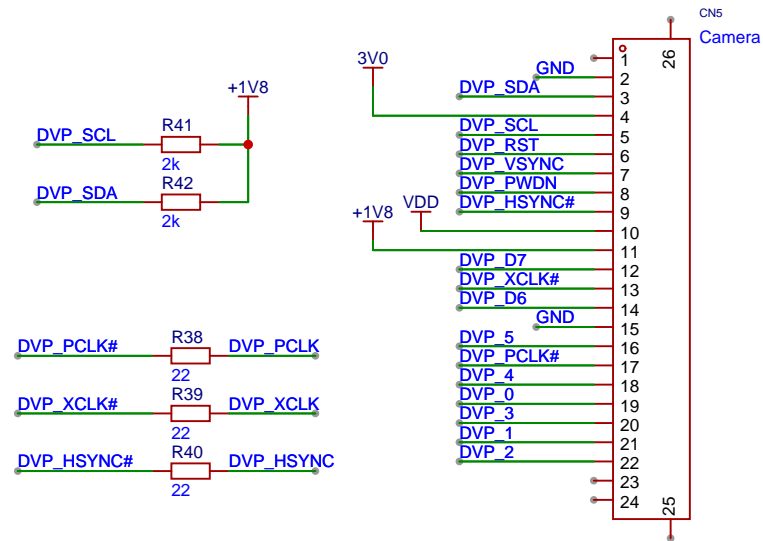 CN5
Camera
26
1
GND
2
DVP_SDA
3
3V0
4
DVP_SCL
5
DVP_RST
6
DVP_VSYNC
7
DVP_PWDN
8
DVP_HSYNC#
9
VDD
10
+1V8
11
DVP_D7
12
DVP_XCLK#
13
DVP_D6
14
GND
15
DVP_5
16
DVP_PCLK#
17
DVP_4
18
DVP_0
19
DVP_3
20
DVP_1
21
DVP_2
22
23
24
25
+1V8
DVP_SCL
R41
2k
DVP_SDA
R42
2k
DVP_PCLK#
R38
22
DVP_PCLK
DVP_XCLK#
R39
22
DVP_XCLK
DVP_HSYNC#
R40
22
DVP_HSYNC